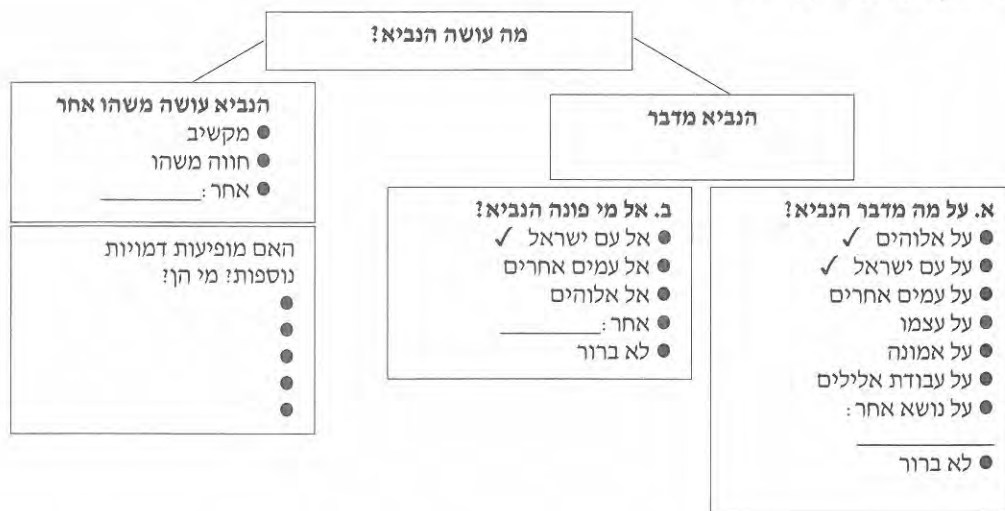 מה עושה הנביא?
הנביא מדבר
א. על מה מדבר הנביא?
● על אלוהים ✓
● על עם ישראל ✓
● על עמים אחרים
● על עצמו
● על אמונה
● על עבודת אלילים
● על נושא אחר:
__________
● לא ברור
ב. אל מי פונה הנביא?
● אל עם ישראל ✓
● אל עמים אחרים
● אל אלוהים
● אחר: __________
● לא ברור
הנביא עושה משהו אחר
● מקשיב
● חווה משהו
● אחר: __________
האם מופיעות דמויות
נוספות? מי הן?
●
●
●
●
●